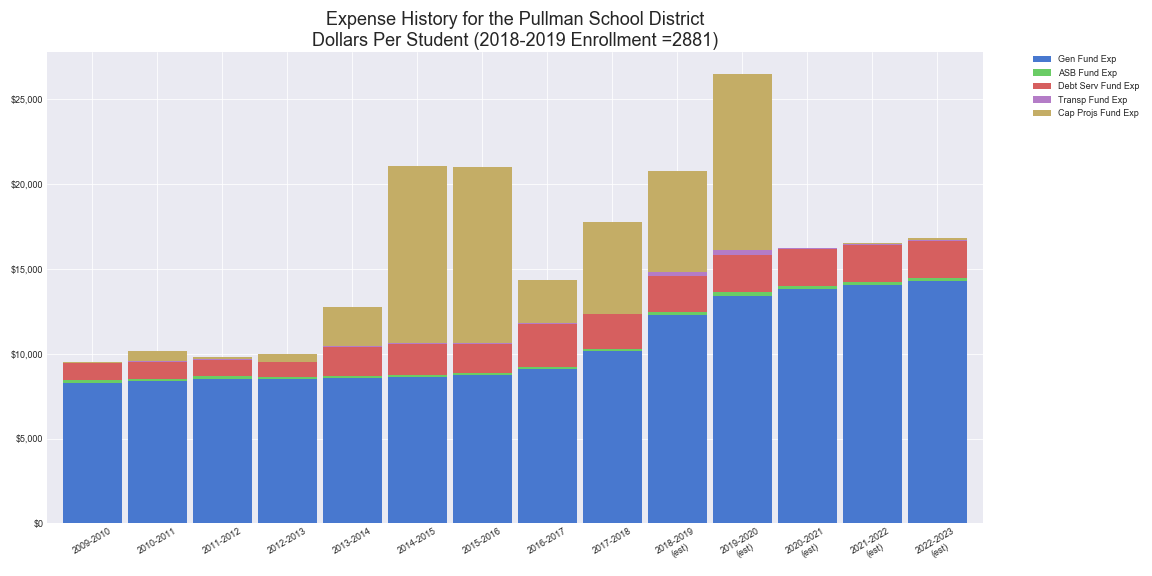 Expense History for the Pullman School District
Dollars Per Student (2018-2019 Enrollment =2881)
Gen Fund Exp
ASB Fund Exp
Debt Serv Fund Exp
Transp Fund Exp
Cap Projs Fund Exp
$25,000
$20,000
$15,000
$10,000
$5,000
$0
2009-2010
2010-2011
2011-2012
2012-2013
2013-2014
2014-2015
2015-2016
2016-2017
2017-2018
2018-2019
(est)
2019-2020
(est)
2020-2021
(est)
2021-2022
(est)
2022-2023
(est)